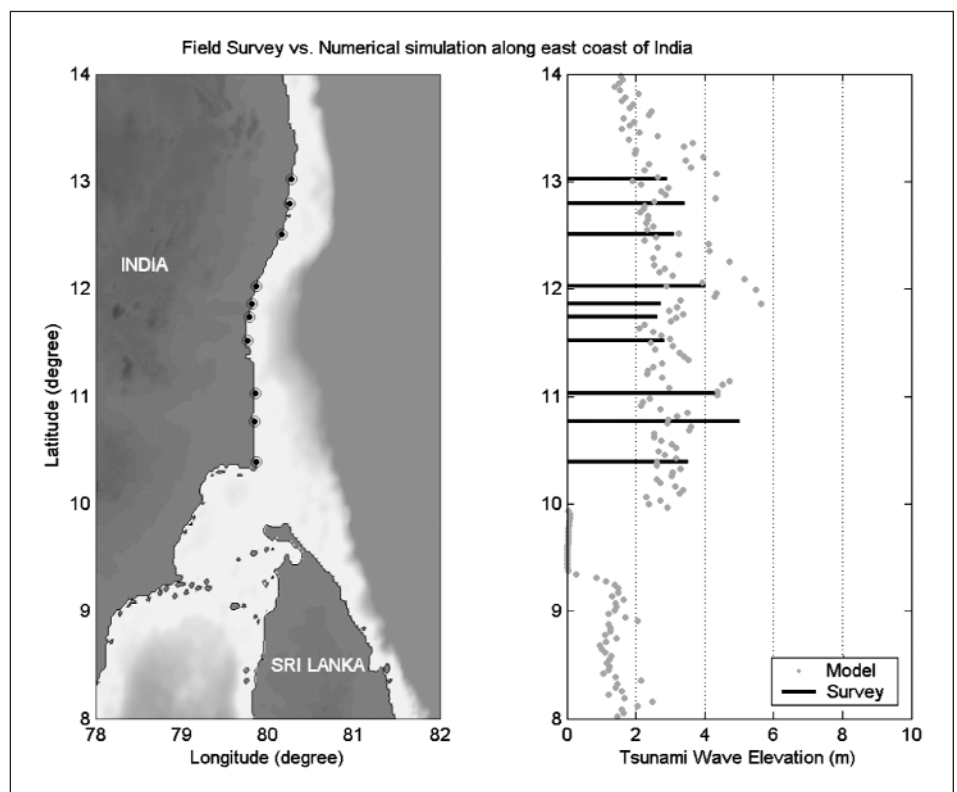 Field Survey vs. Numerical simulation along east coast of India
14
13
12
11
10
9
8
Latitude (degree)
INDIA
SRI LANKA
78 79 80 81 82
Longitude (degree)
14
13
12
11
10
9
8
Model
Survey
0 2 4 6 8 10
Tsunami Wave Elevation (m)